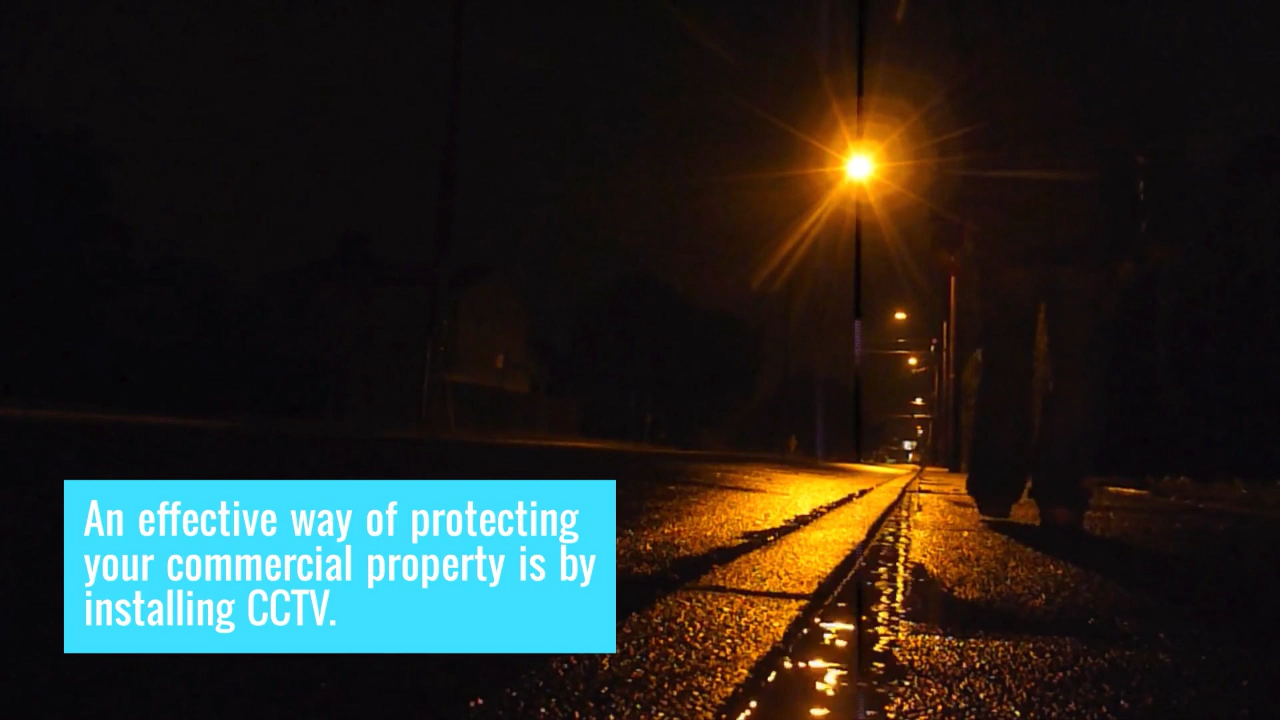 An effective way of protecting
your commercial property is by
installing CCTV.